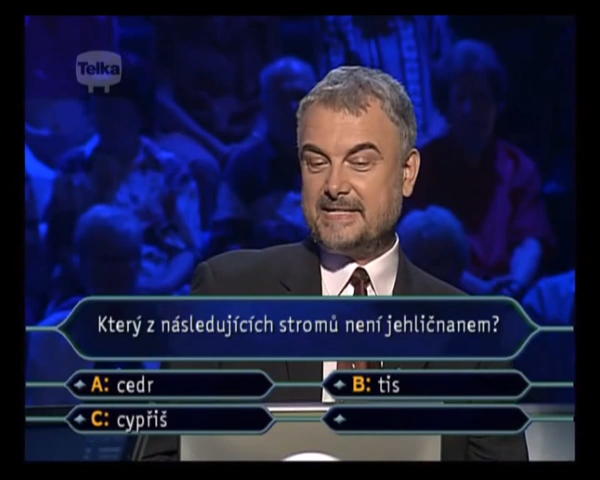 Telka
Který z následujících stromů není jehličnanem?
A: cedr
B: tis
C: cypřiš